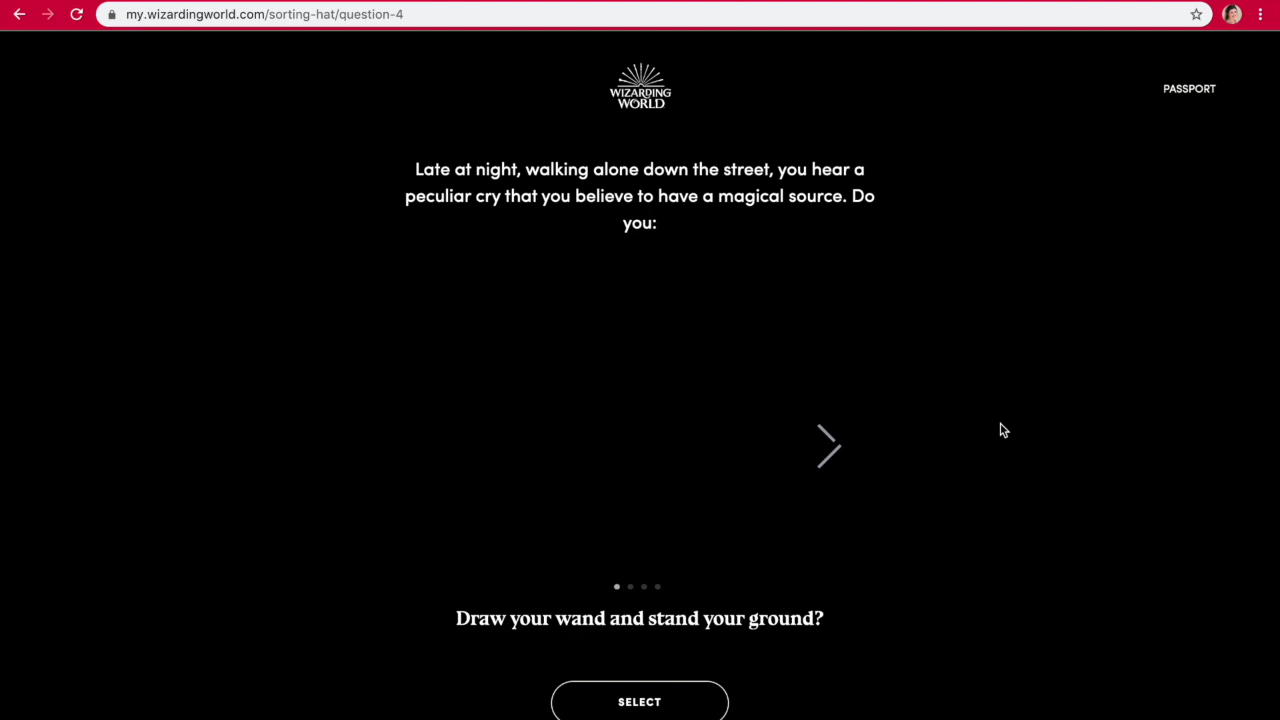 my.wizardingworld.com/sorting-hat/question-4
WIZARDING
WORLD
PASSPORT
Late at night, walking alone down the street, you hear a
peculiar cry that you believe to have a magical source. Do
you:
Draw your wand and stand your ground?
SELECT